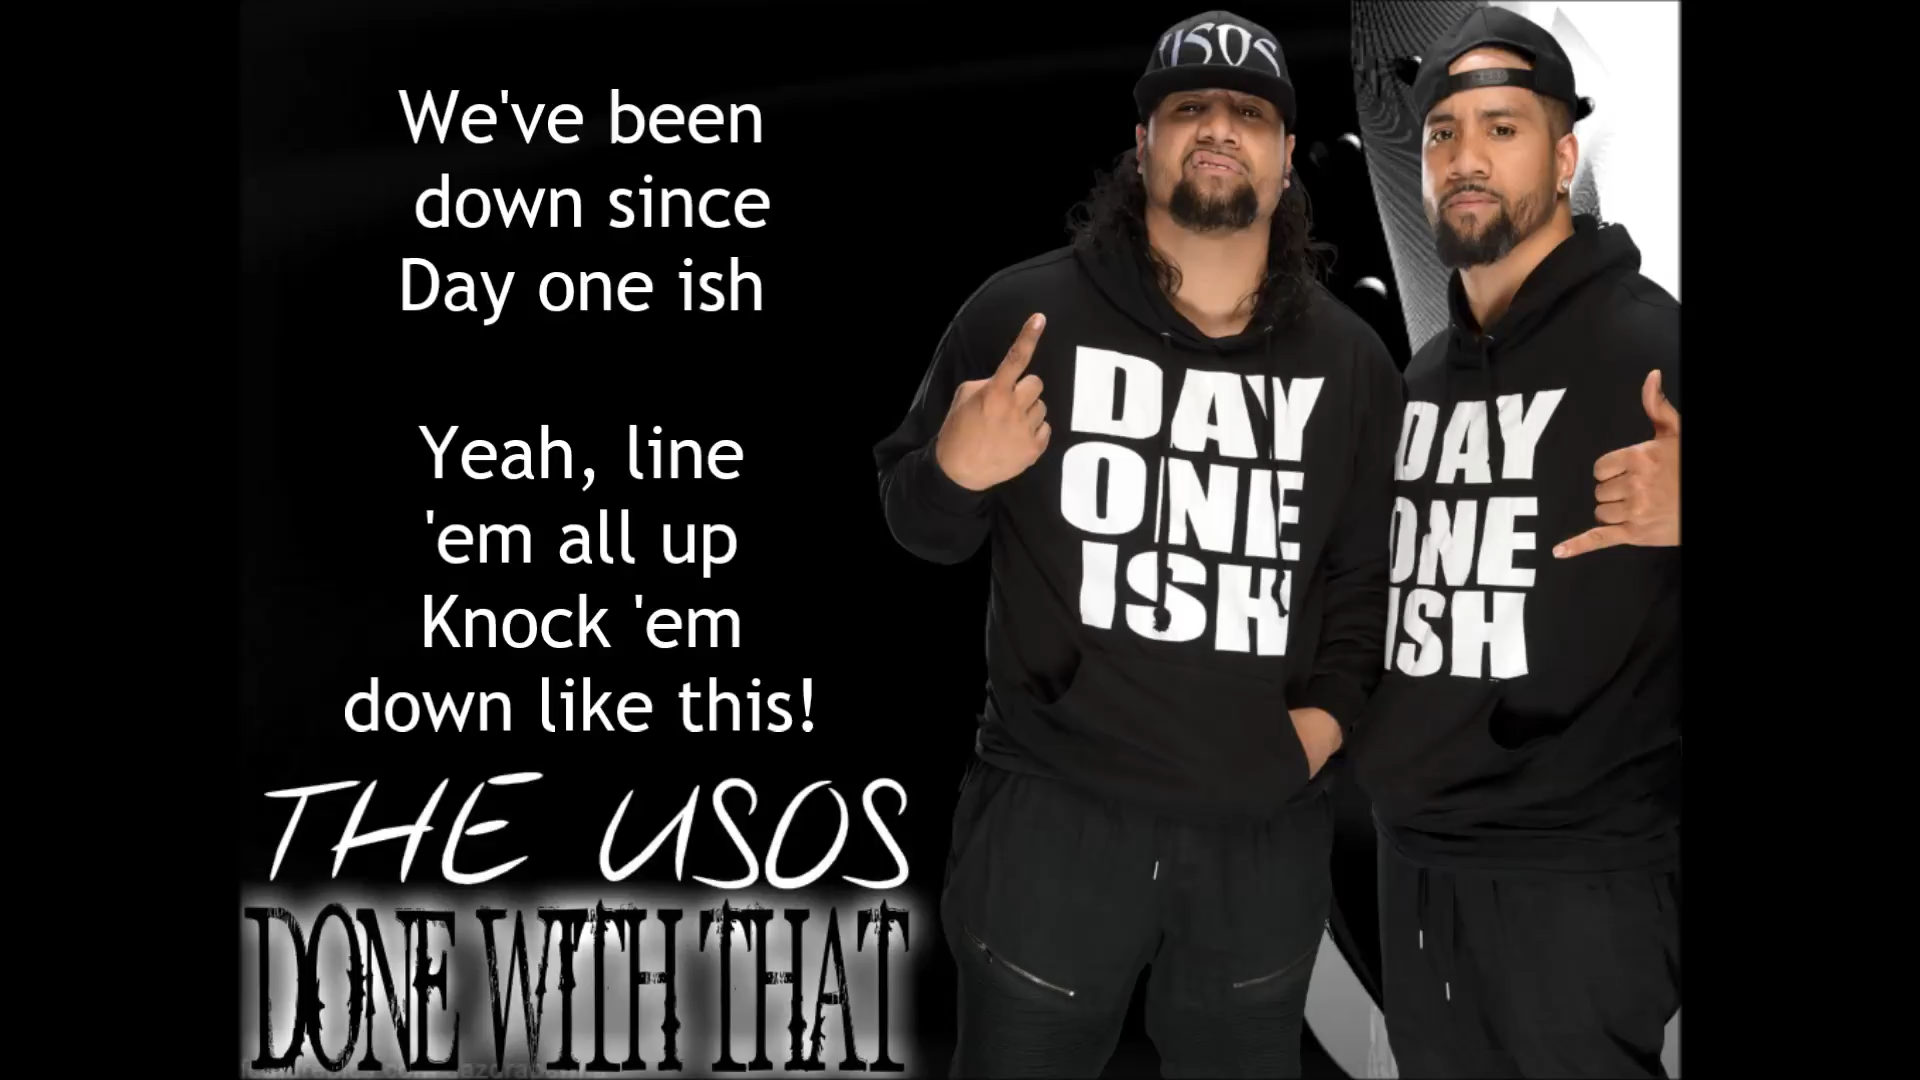 We've been
down since
Day one ish
Yeah, line
'em all up
Knock 'em
down like this!
THE USOS
DONE WITH THAT
USOS
DAY
ONE
ISH
DAY
ONE
ISH